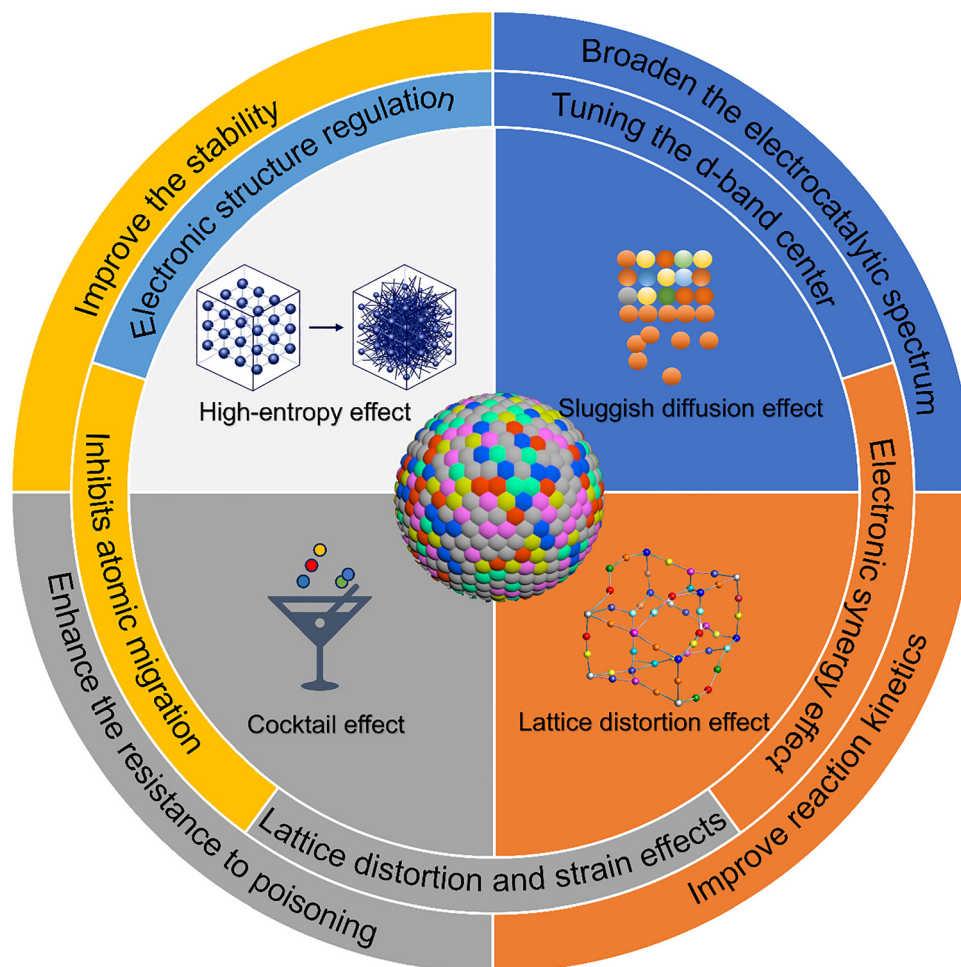 Broaden the electrocatalytic spectrum
Improve the stability
Electronic structure regulation
Tuning the d-band center
High-entropy effect
Sluggish diffusion effect
Inhibits atomic migration
Electronic synergy effect
Cocktail effect
Lattice distortion effect
Lattice distortion and strain effects
Enhance the resistance to poisoning
Improve reaction kinetics